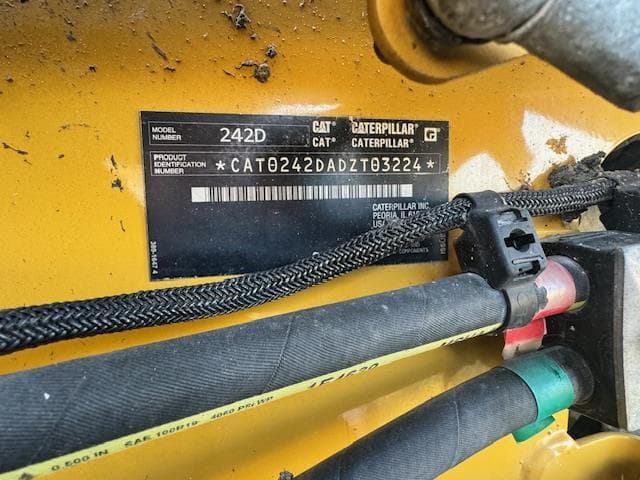 MODEL NUMBER 242D CAT® CATERPILLAR® G
CAT® CATERPILLAR®
PRODUCT IDENTIFICATION NUMBER *CAT0242DADZT03224*
CATERPILLAR INC.
PEORIA, IL
USA
COMPONENTS
0.500 IN SAE 100R19 4060 PSI WP